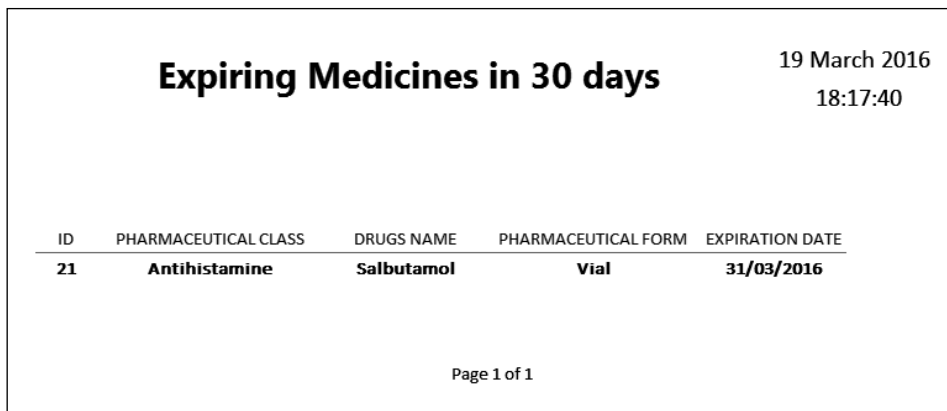 Expiring Medicines in 30 days
19 March 2016
18:17:40
ID PHARMACEUTICAL CLASS DRUGS NAME PHARMACEUTICAL FORM EXPIRATION DATE
21 Antihistamine Salbutamol Vial 31/03/2016
Page 1 of 1